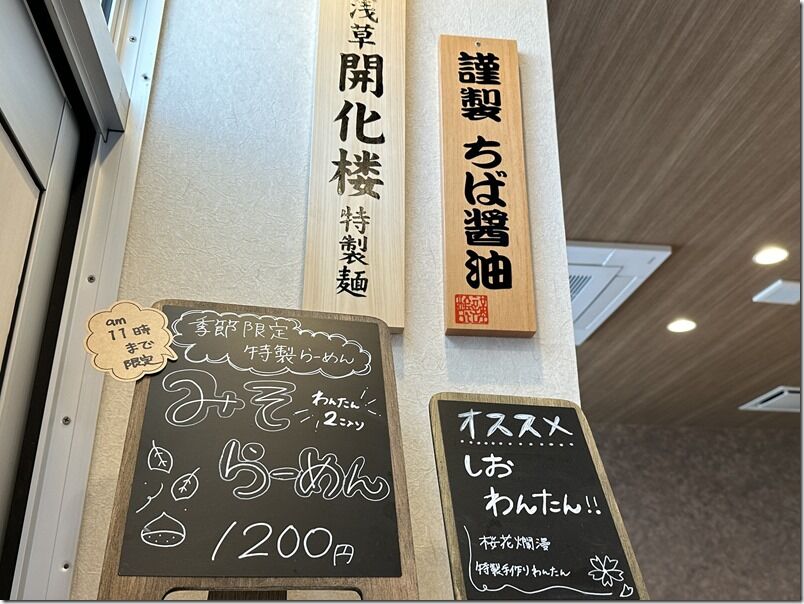 浅草
開化楼
特製麺
謹製 ちば醤油
am
11時
まで
限定
季節限定
特製らーめん
みそ
わんたん
2コ入り
らーめん
1200円
オススメ
しお
わんたん!!
桜花爛漫
特製手作りわんたん